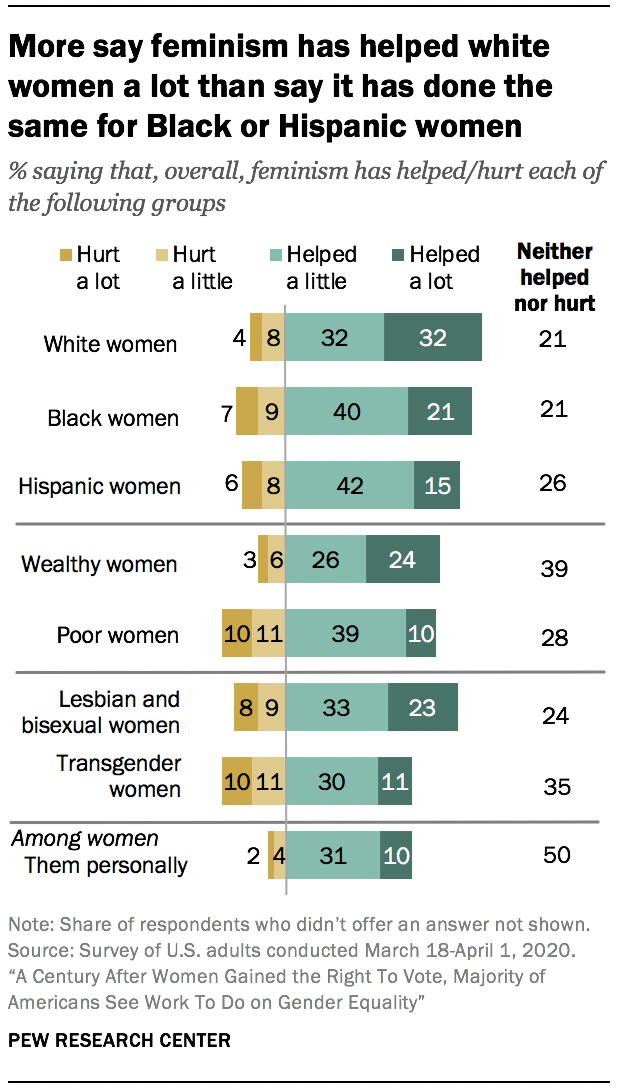 More say feminism has helped white
women a lot than say it has done the
same for Black or Hispanic women
% saying that, overall, feminism has helped/hurt each of
the following groups
Hurt a lot
Hurt a little
Helped a little
Helped a lot
Neither helped nor hurt
White women 4 8 32 32 21
Black women 7 9 40 21 21
Hispanic women 6 8 42 15 26
Wealthy women 3 6 26 24 39
Poor women 10 11 39 10 28
Lesbian and
bisexual women 8 9 33 23 24
Transgender
women 10 11 30 11 35
Among women
Them personally 2 4 31 10 50
Note: Share of respondents who didn’t offer an answer not shown.
Source: Survey of U.S. adults conducted March 18-April 1, 2020.
“A Century After Women Gained the Right To Vote, Majority of
Americans See Work To Do on Gender Equality”
PEW RESEARCH CENTER